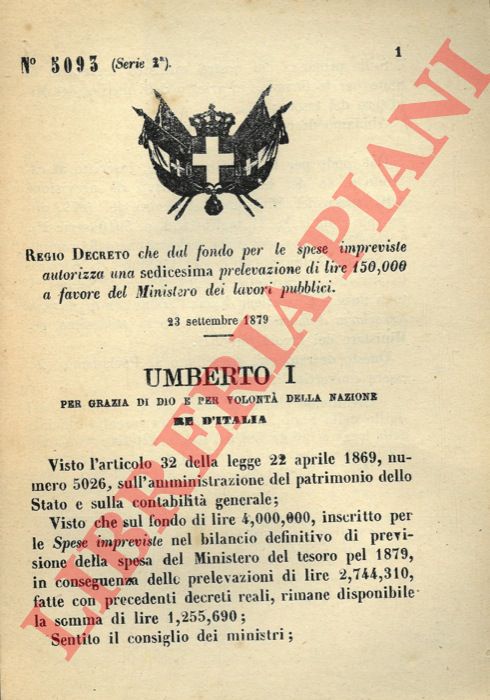 1
N° 5093 (Serie 2ª).
REGIO DECRETO che dal fondo per le spese impreviste
autorizza una sedicesima prelevazione di lire 150,000
a favore del Ministero dei lavori pubblici.
23 settembre 1879
UMBERTO I
PER GRAZIA DI DIO E PER VOLONTÀ DELLA NAZIONE
RE D'ITALIA
Visto l'articolo 32 della legge 22 aprile 1869, nu-
mero 5026, sull'amministrazione del patrimonio dello
Stato e sulla contabilità generale;
Visto che sul fondo di lire 4,000,000, inscritto per
le Spese impreviste nel bilancio definitivo di previ-
sione della spesa del Ministero del tesoro pel 1879,
in conseguenza delle prelevazioni di lire 2,744,310,
fatte con precedenti decreti reali, rimane disponibile
la somma di lire 1,255,690;
Sentito il consiglio dei ministri;
LIBRERIA PIANI